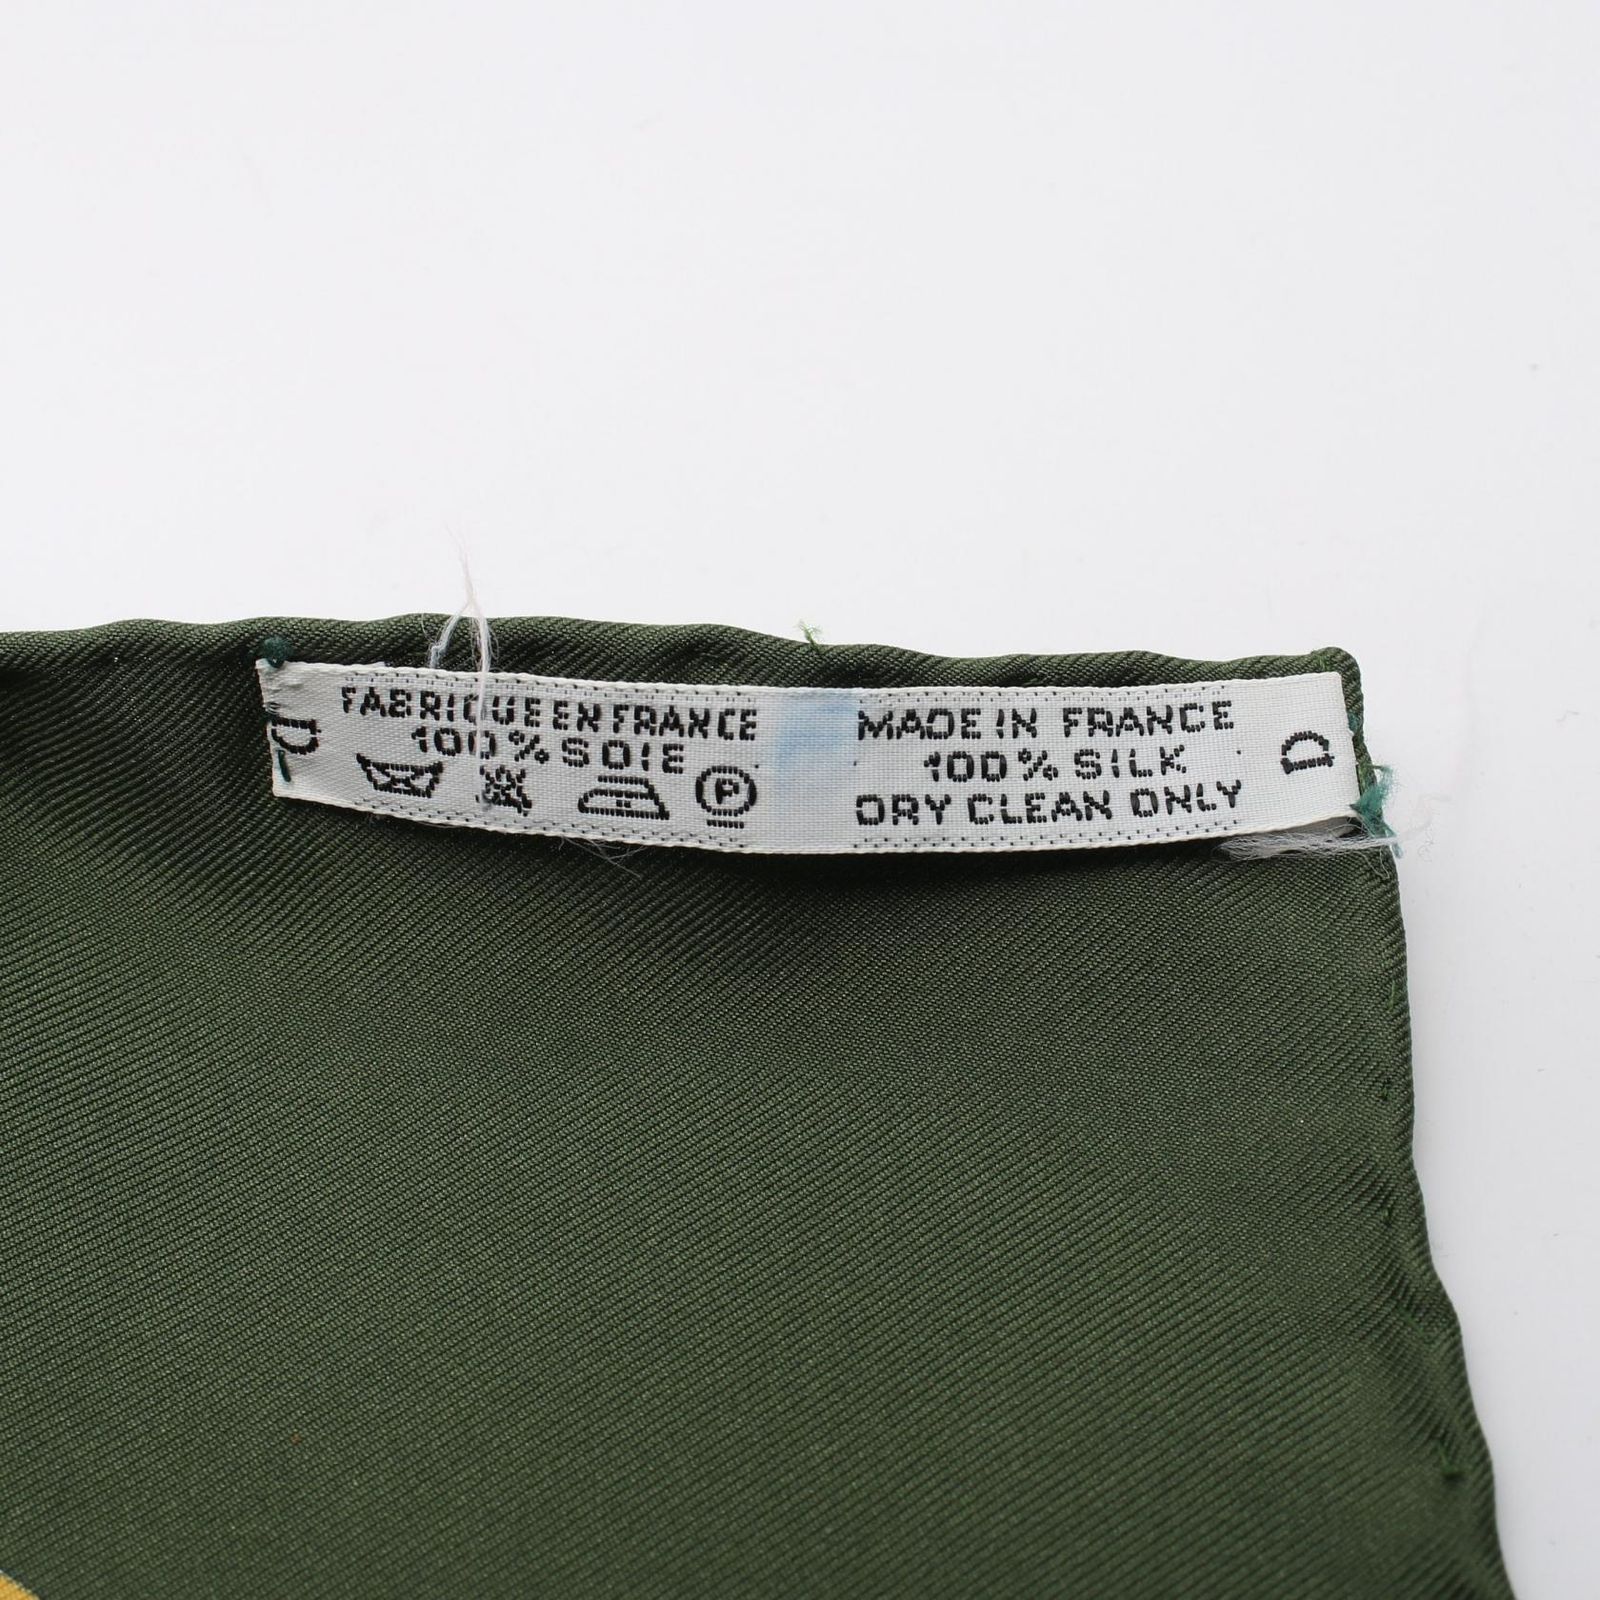 FABRIQUE EN FRANCE
100 % SOIE
P
D
MADE IN FRANCE
100 % SILK
DRY CLEAN ONLY
D